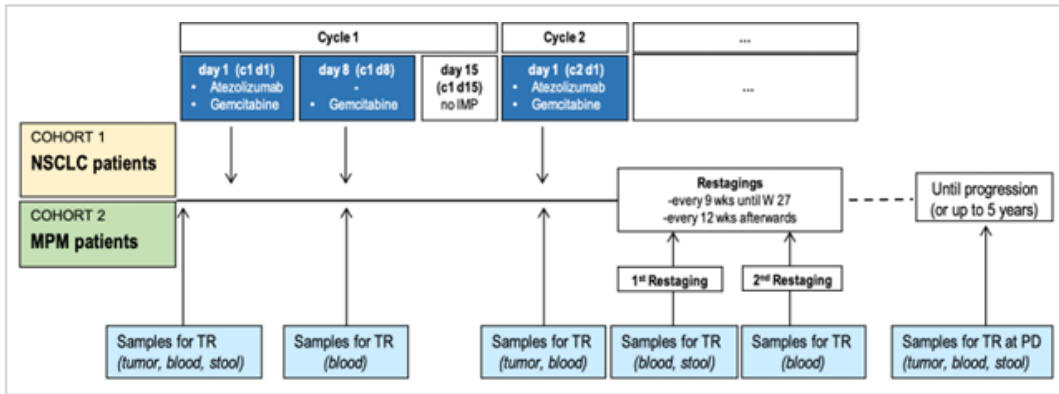 Cycle 1
Cycle 2
...
day 1 (c1 d1)
• Atezolizumab
• Gemcitabine
day 8 (c1 d8)
-
• Gemcitabine
day 15
(c1 d15)
no IMP
day 1 (c2 d1)
• Atezolizumab
• Gemcitabine
...
COHORT 1
NSCLC patients
COHORT 2
MPM patients
Restagings
-every 9 wks until W 27
-every 12 wks afterwards
Until progression
(or up to 5 years)
1st Restaging
2nd Restaging
Samples for TR
(tumor, blood, stool)
Samples for TR
(blood)
Samples for TR
(tumor, blood)
Samples for TR
(blood, stool)
Samples for TR
(blood)
Samples for TR at PD
(tumor, blood, stool)